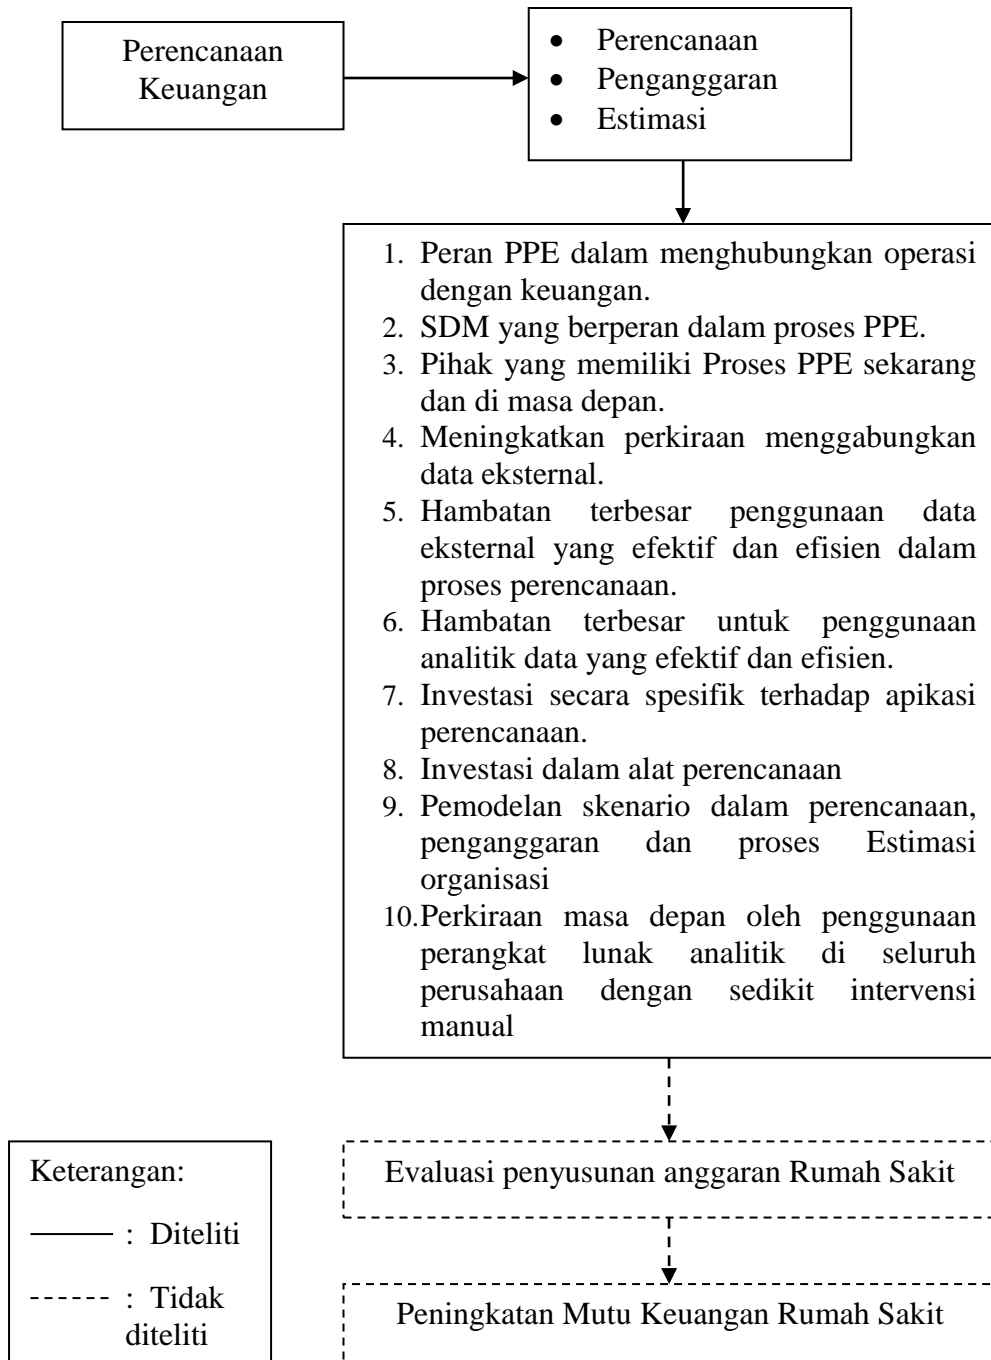 Perencanaan
Keuangan
• Perencanaan
• Penganggaran
• Estimasi
1. Peran PPE dalam menghubungkan operasi
dengan keuangan.
2. SDM yang berperan dalam proses PPE.
3. Pihak yang memiliki Proses PPE sekarang
dan di masa depan.
4. Meningkatkan perkiraan menggabungkan
data eksternal.
5. Hambatan terbesar penggunaan data
eksternal yang efektif dan efisien dalam
proses perencanaan.
6. Hambatan terbesar untuk penggunaan
analitik data yang efektif dan efisien.
7. Investasi secara spesifik terhadap apikasi
perencanaan.
8. Investasi dalam alat perencanaan
9. Pemodelan skenario dalam perencanaan,
penganggaran dan proses Estimasi
organisasi
10.Perkiraan masa depan oleh penggunaan
perangkat lunak analitik di seluruh
perusahaan dengan sedikit intervensi
manual
Evaluasi penyusunan anggaran Rumah Sakit
Peningkatan Mutu Keuangan Rumah Sakit
Keterangan:
: Diteliti
: Tidak
diteliti